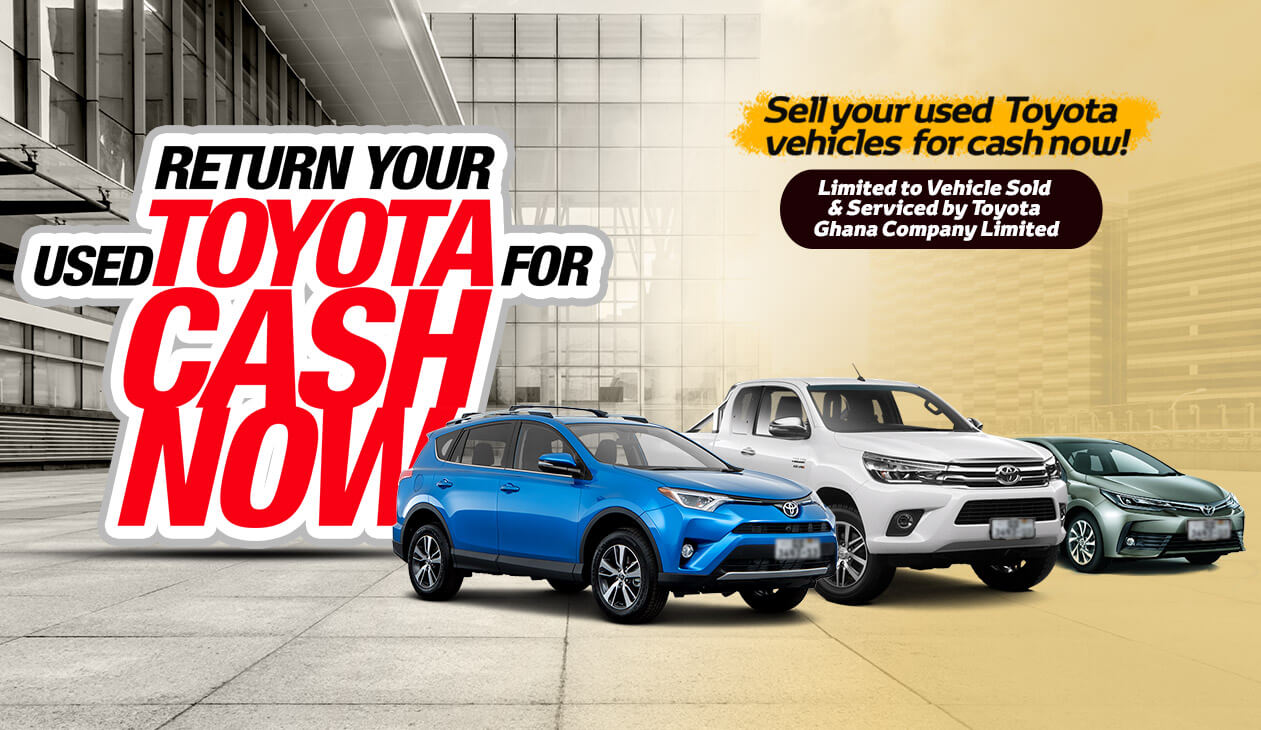 RETURN YOUR
USED TOYOTA FOR
CASH
NOW
Sell your used Toyota
vehicles for cash now!
Limited to Vehicle Sold
& Serviced by Toyota
Ghana Company Limited